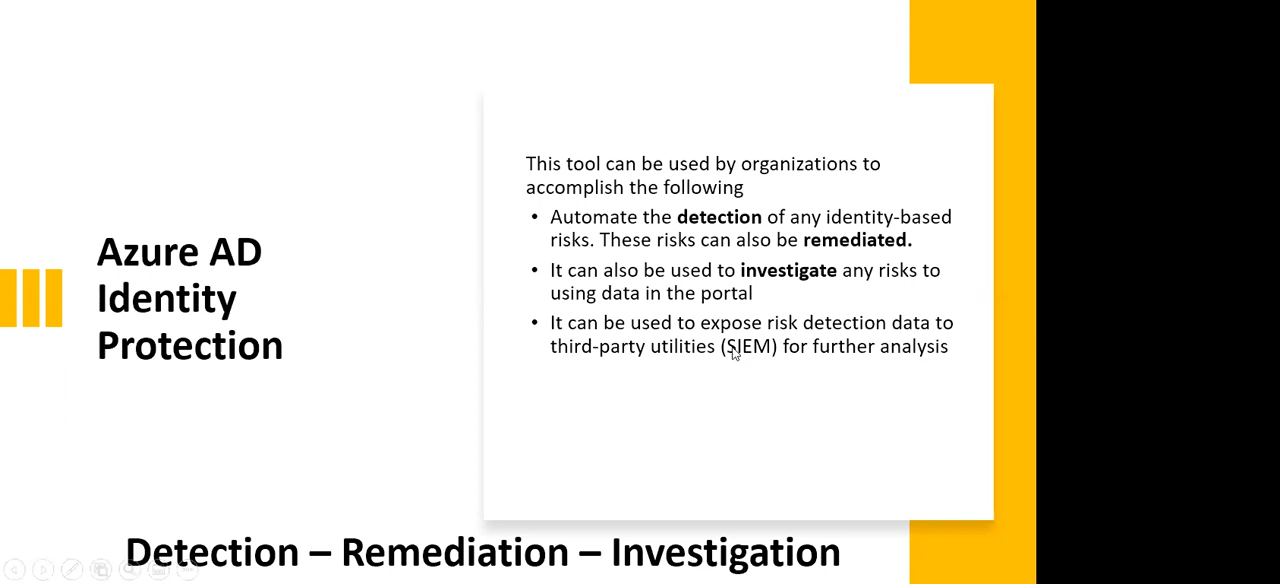 Azure AD
Identity
Protection
This tool can be used by organizations to
accomplish the following
• Automate the detection of any identity-based
risks. These risks can also be remediated.
• It can also be used to investigate any risks to
using data in the portal
• It can be used to expose risk detection data to
third-party utilities (SIEM) for further analysis
Detection – Remediation – Investigation